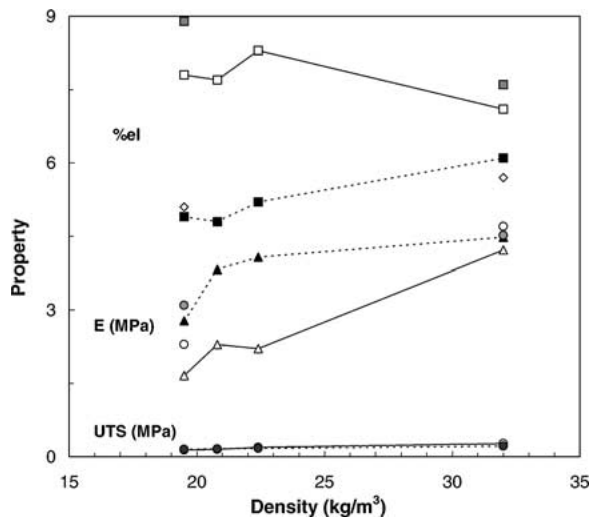 9
%el
6
Property
3
E (MPa)
UTS (MPa)
0
15 20 25 30 35
Density (kg/m³)